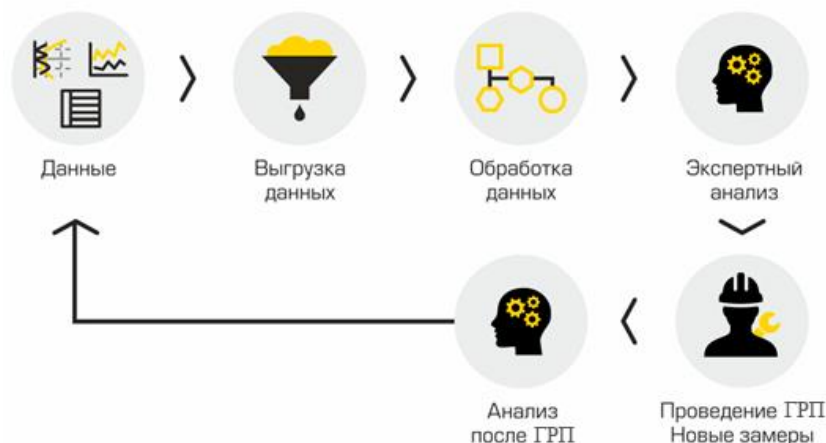 Данные
Выгрузка
данных
Обработка
данных
Экспертный
анализ
Анализ
после ГРП
Проведение ГРП
Новые замеры